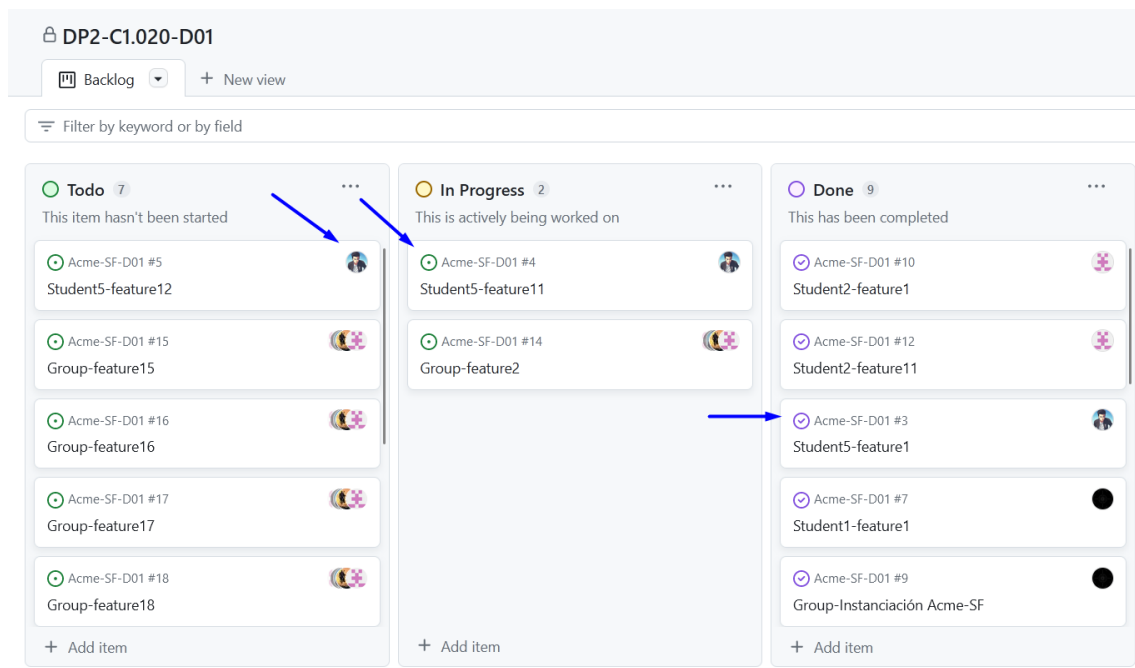 DP2-C1.020-D01
Backlog
New view
Filter by keyword or by field
Todo 7
This item hasn't been started
Acme-SF-D01 #5
Student5-feature12
Acme-SF-D01 #15
Group-feature15
Acme-SF-D01 #16
Group-feature16
Acme-SF-D01 #17
Group-feature17
Acme-SF-D01 #18
Group-feature18
+ Add item
In Progress 2
This is actively being worked on
Acme-SF-D01 #4
Student5-feature11
Acme-SF-D01 #14
Group-feature2
+ Add item
Done 9
This has been completed
Acme-SF-D01 #10
Student2-feature1
Acme-SF-D01 #12
Student2-feature11
Acme-SF-D01 #3
Student5-feature1
Acme-SF-D01 #7
Student1-feature1
Acme-SF-D01 #9
Group-Instanciación Acme-SF
+ Add item